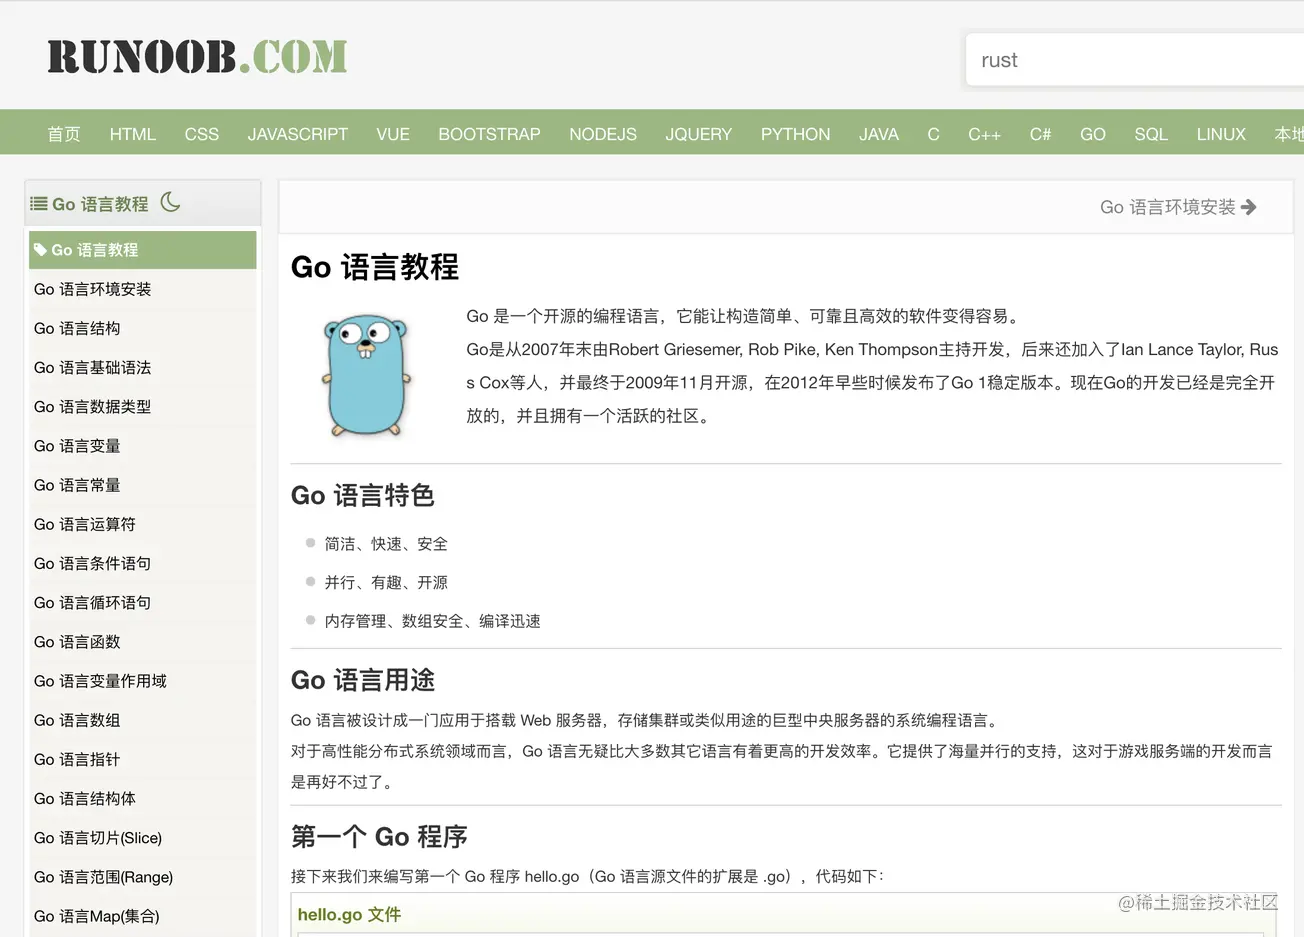 RUNOOB.COM
rust
首页 HTML CSS JAVASCRIPT VUE BOOTSTRAP NODEJS JQUERY PYTHON JAVA C C++ C# GO SQL LINUX 本地
Go 语言教程
Go 语言教程
Go 语言环境安装
Go 语言结构
Go 语言基础语法
Go 语言数据类型
Go 语言变量
Go 语言常量
Go 语言运算符
Go 语言条件语句
Go 语言循环语句
Go 语言函数
Go 语言变量作用域
Go 语言数组
Go 语言指针
Go 语言结构体
Go 语言切片(Slice)
Go 语言范围(Range)
Go 语言Map(集合)
Go 语言环境安装
Go 语言教程
Go 是一个开源的编程语言，它能让构造简单、可靠且高效的软件变得容易。
Go是从2007年末由Robert Griesemer, Rob Pike, Ken Thompson主持开发，后来还加入了Ian Lance Taylor, Rus
s Cox等人，并最终于2009年11月开源，在2012年早些时候发布了Go 1稳定版本。现在Go的开发已经是完全开
放的，并且拥有一个活跃的社区。
Go 语言特色
简洁、快速、安全
并行、有趣、开源
内存管理、数组安全、编译迅速
Go 语言用途
Go 语言被设计成一门应用于搭载 Web 服务器，存储集群或类似用途的巨型中央服务器的系统编程语言。
对于高性能分布式系统领域而言，Go 语言无疑比大多数其它语言有着更高的开发效率。它提供了海量并行的支持，这对于游戏服务端的开发而言
是再好不过了。
第一个 Go 程序
接下来我们来编写第一个 Go 程序 hello.go（Go 语言源文件的扩展是 .go），代码如下：
hello.go 文件
@稀土掘金技术社区